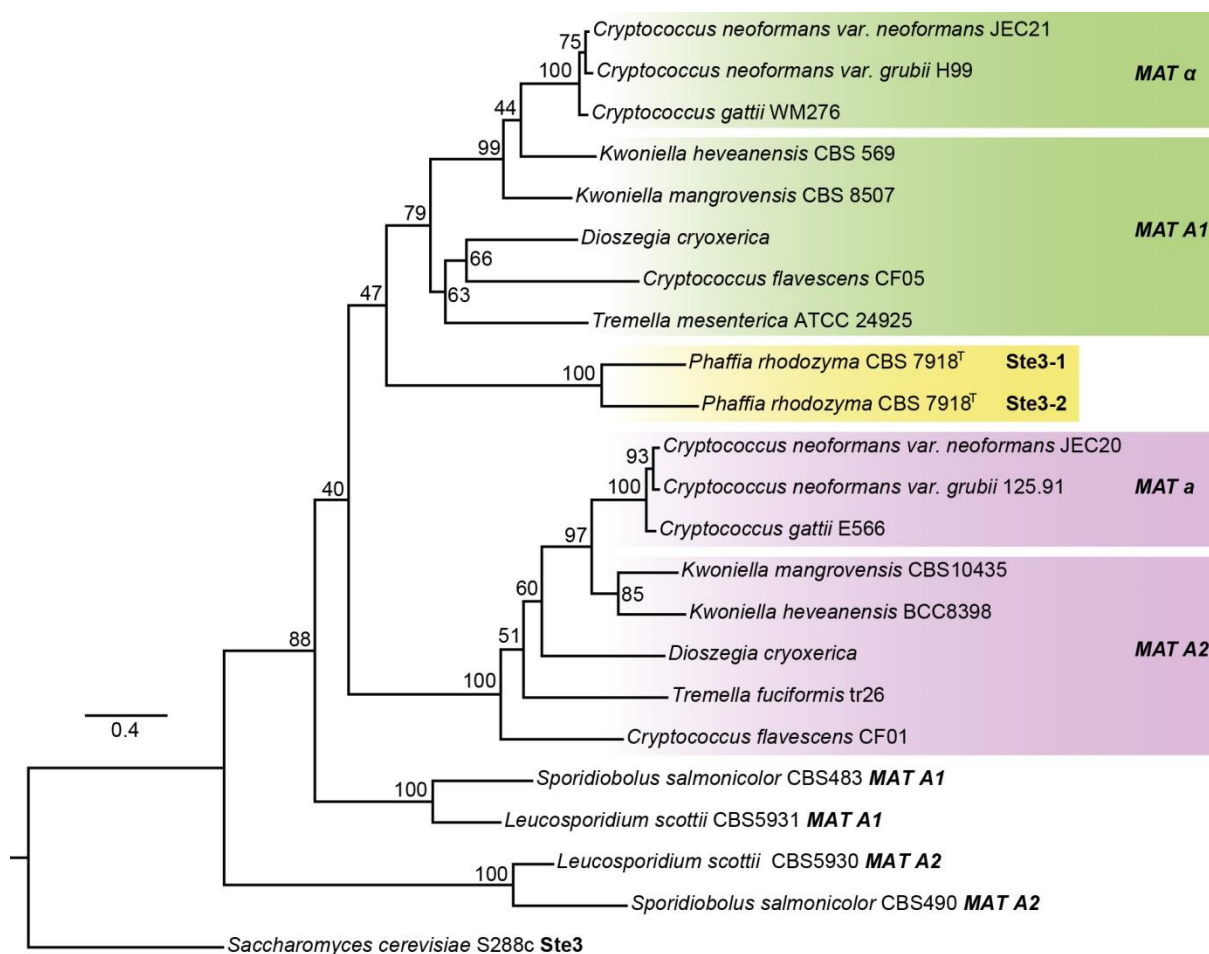 Cryptococcus neoformans var. neoformans JEC21
75
Cryptococcus neoformans var. grubii H99
MAT α
100
Cryptococcus gattii WM276
44
Kwoniella heveanensis CBS 569
99
Kwoniella mangrovensis CBS 8507
79
MAT A1
Dioszegia cryoxerica
66
Cryptococcus flavescens CF05
47
63
Tremella mesenterica ATCC 24925
Phaffia rhodozyma CBS 7918ᵀ Ste3-1
100
Phaffia rhodozyma CBS 7918ᵀ Ste3-2
Cryptococcus neoformans var. neoformans JEC20
93
Cryptococcus neoformans var. grubii 125.91
MAT a
100
40
Cryptococcus gattii E566
97
Kwoniella mangrovensis CBS10435
60
85
Kwoniella heveanensis BCC8398
51
88
Dioszegia cryoxerica
MAT A2
100
Tremella fuciformis tr26
0.4
Cryptococcus flavescens CF01
Sporidiobolus salmonicolor CBS483 MAT A1
100
Leucosporidium scottii CBS5931 MAT A1
Leucosporidium scottii CBS5930 MAT A2
100
Sporidiobolus salmonicolor CBS490 MAT A2
Saccharomyces cerevisiae S288c Ste3